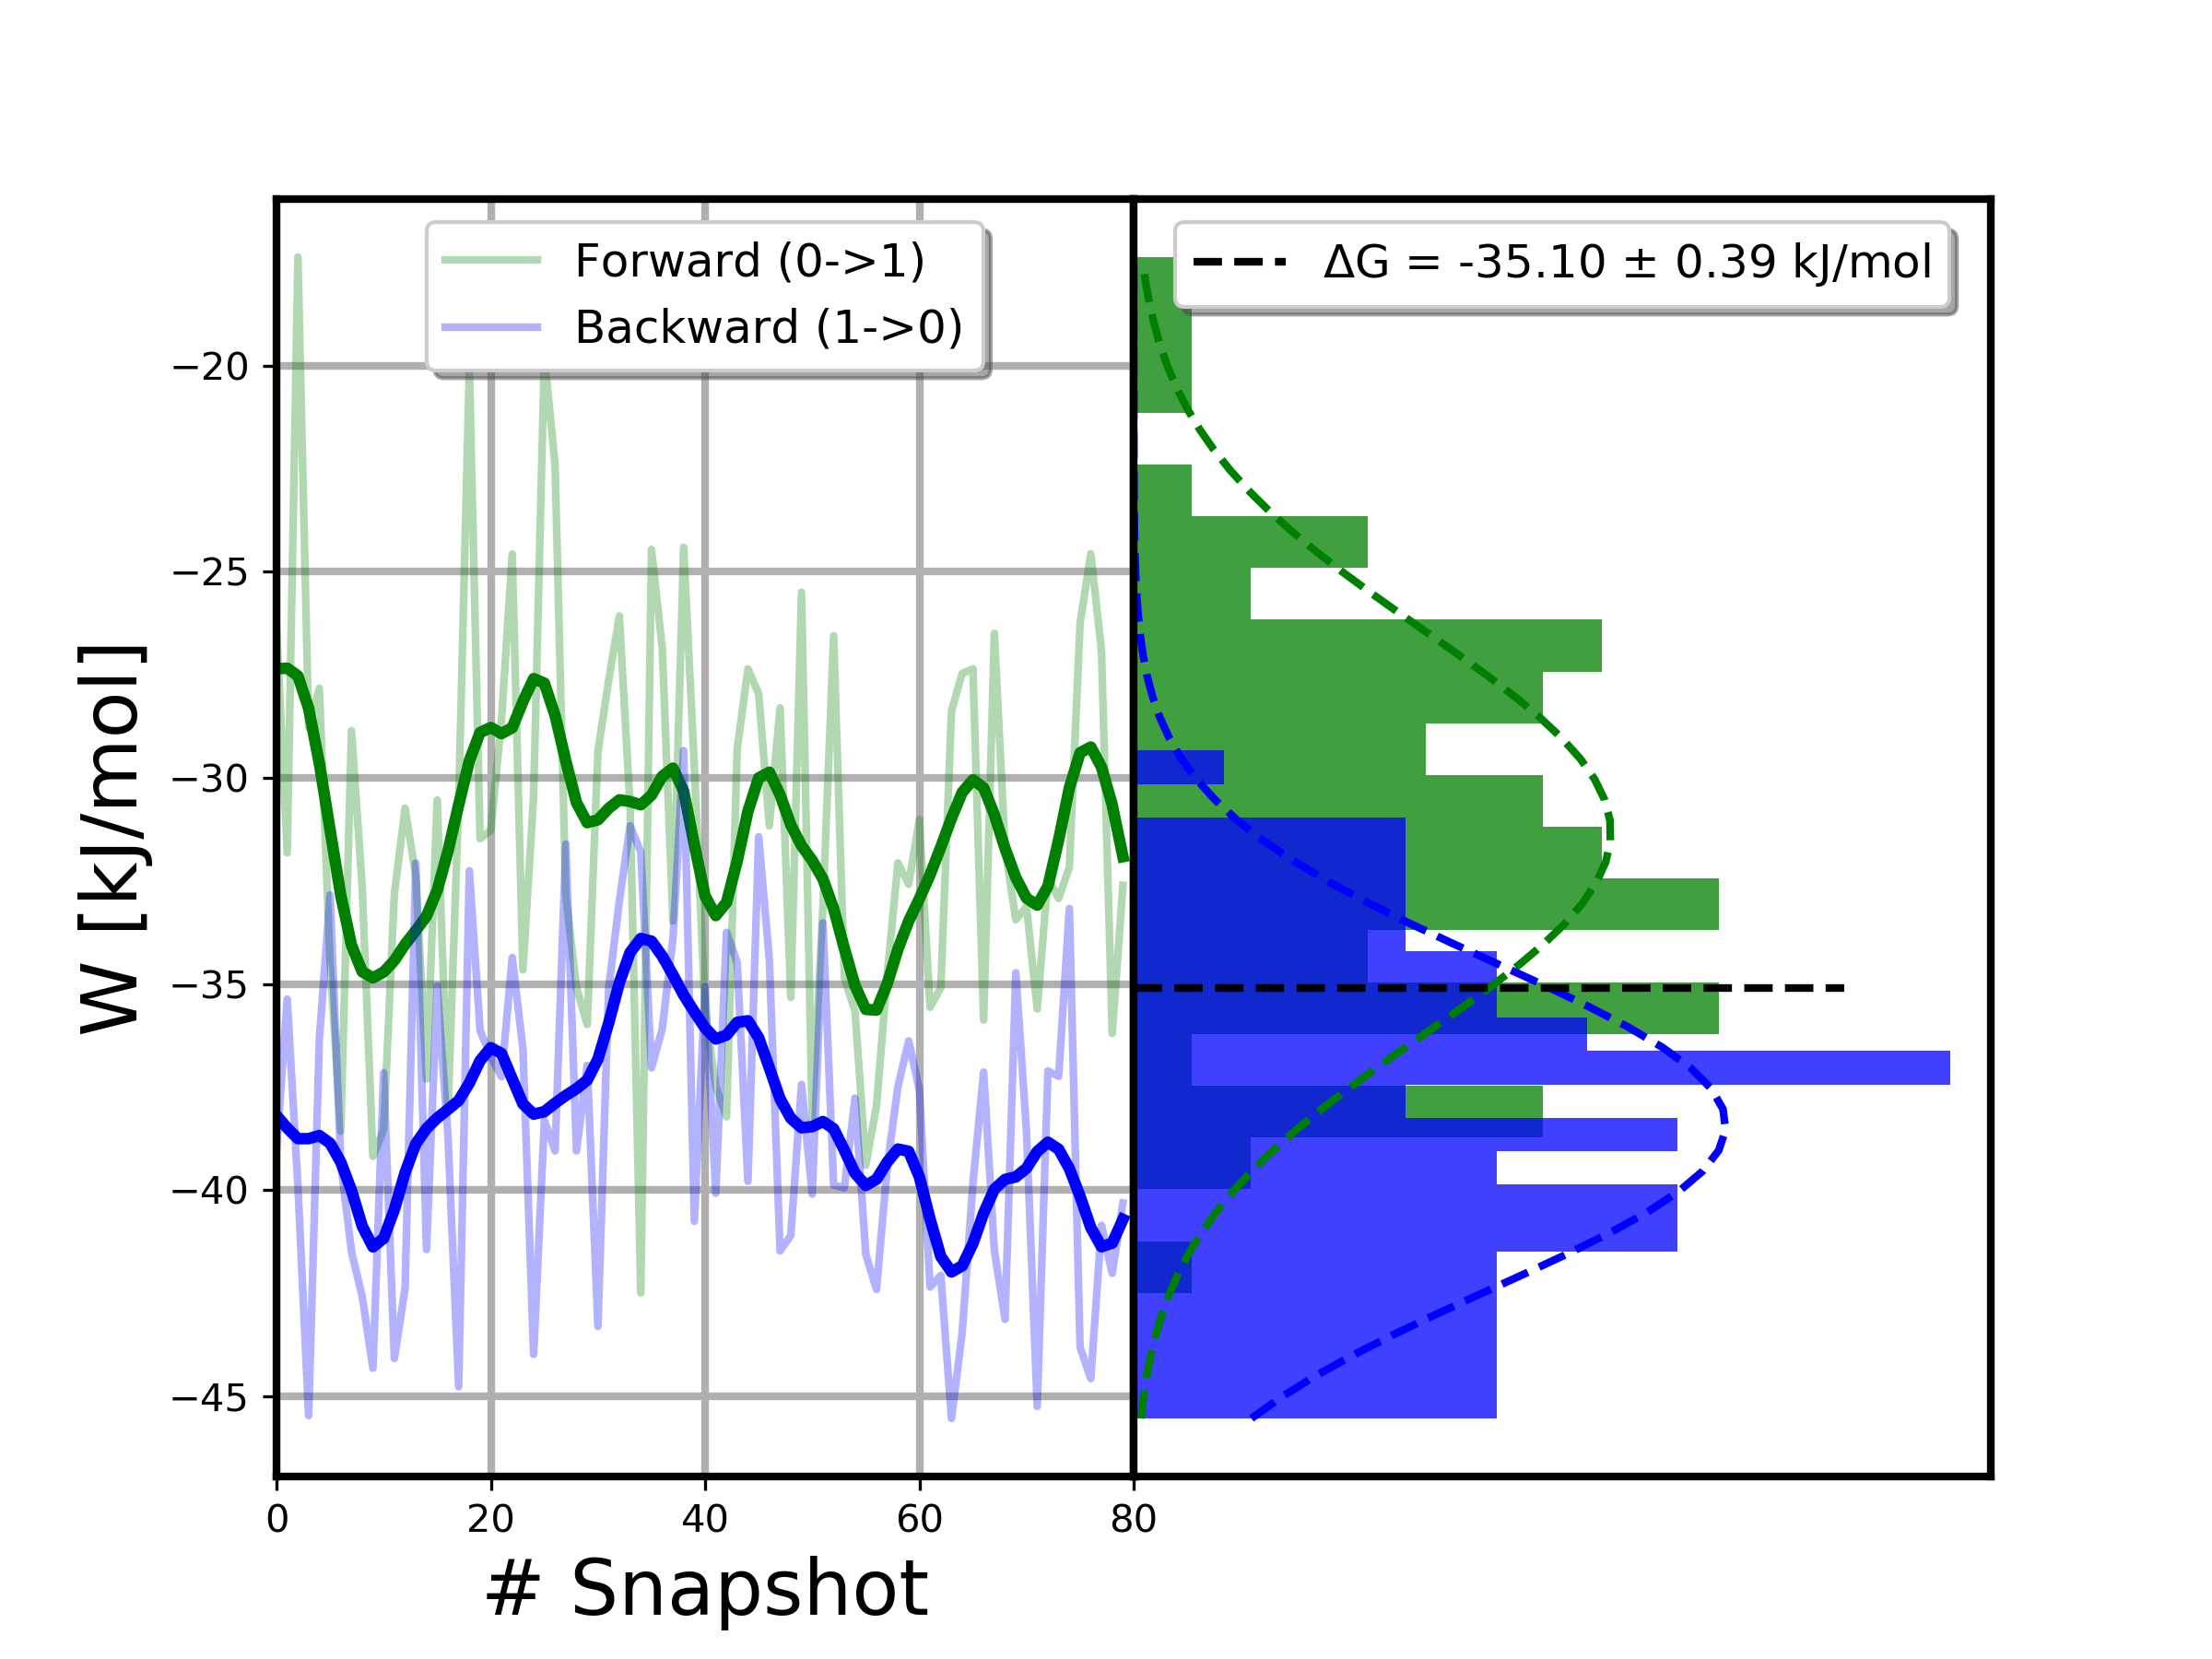 Forward (0->1)
Backward (1->0)
ΔG = -35.10 ± 0.39 kJ/mol
W [kJ/mol]
−20
−25
−30
−35
−40
−45
0 20 40 60 80
# Snapshot